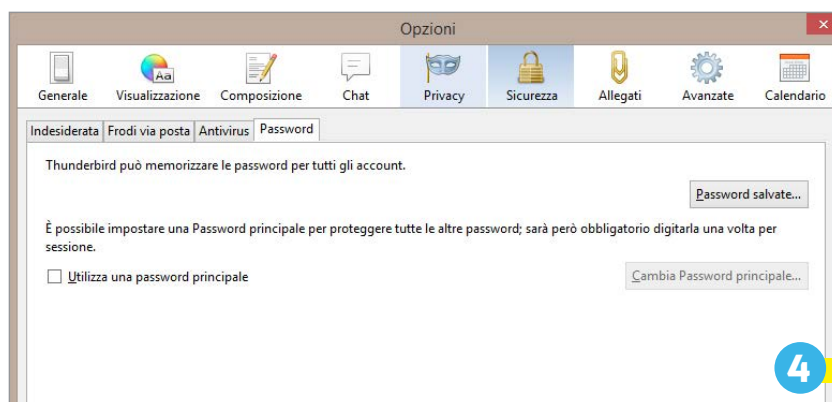 Opzioni
Generale Visualizzazione Composizione Chat Privacy Sicurezza Allegati Avanzate Calendario
Indesiderata Frodi via posta Antivirus Password
Thunderbird può memorizzare le password per tutti gli account.
Password salvate...
È possibile impostare una Password principale per proteggere tutte le altre password; sarà però obbligatorio digitarla una volta per
sessione.
Utilizza una password principale Cambia Password principale...
4